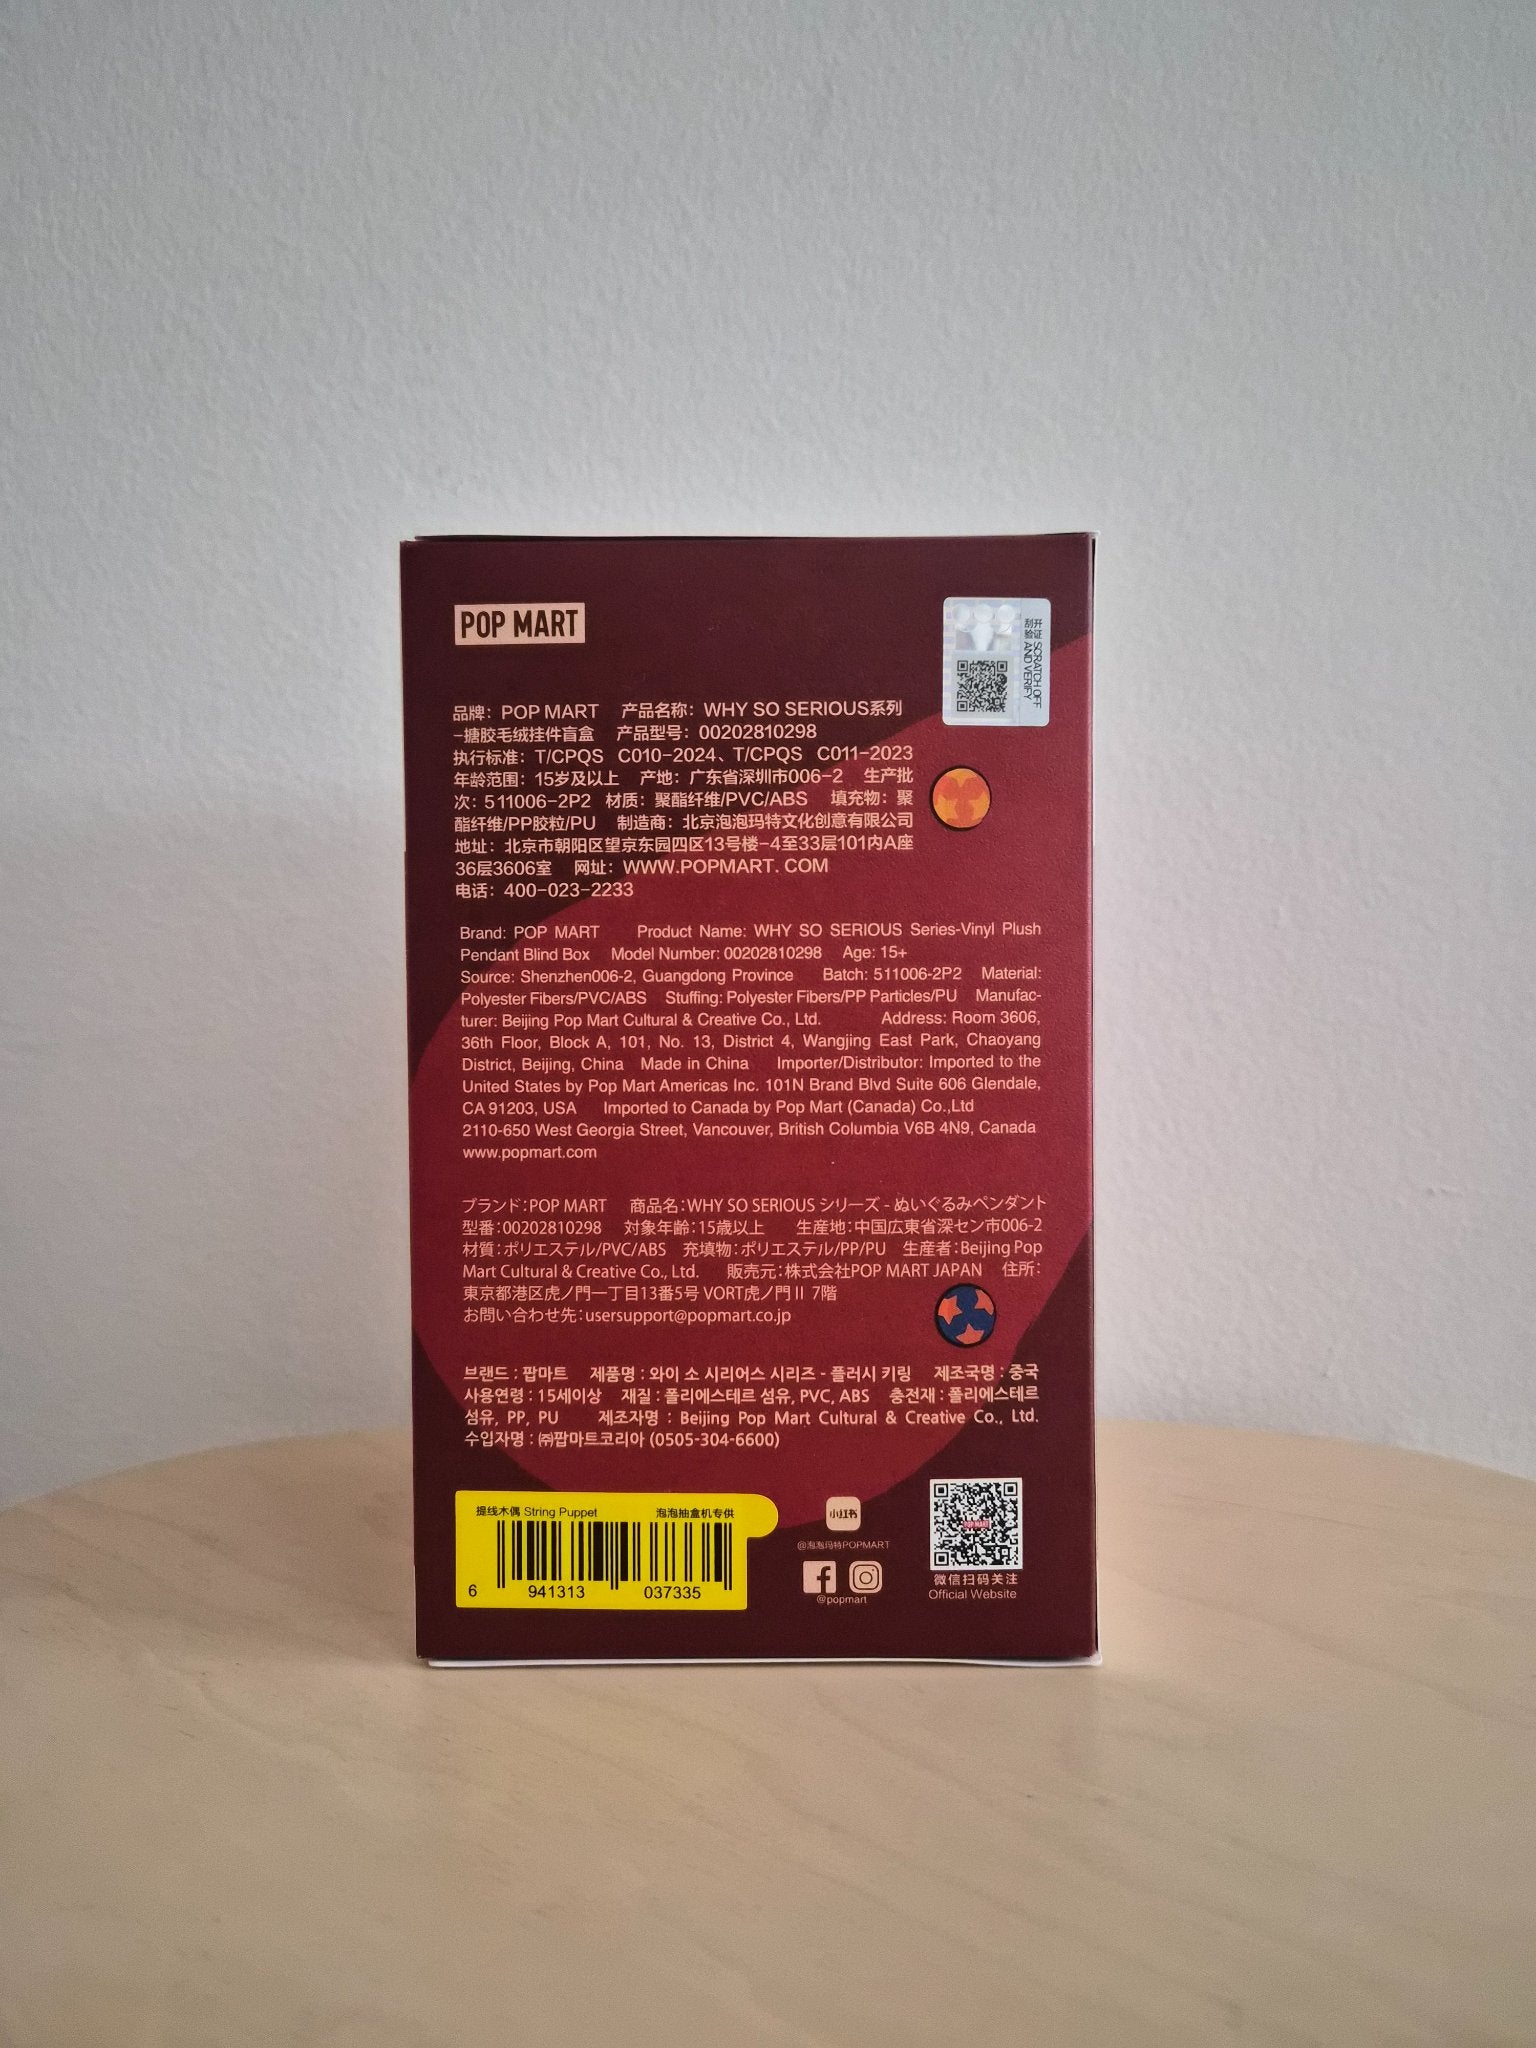 POP MART
刮开 SCRATCH OFF
验证 AND VERIFY
品牌：POP MART 产品名称：WHY SO SERIOUS系列
-搪胶毛绒挂件盲盒 产品型号：00202810298
执行标准：T/CPQS C010-2024、T/CPQS C011-2023
年龄范围：15岁及以上 产地：广东省深圳市006-2 生产批
次：511006-2P2 材质：聚酯纤维/PVC/ABS 填充物：聚
酯纤维/PP胶粒/PU 制造商：北京泡泡玛特文化创意有限公司
地址：北京市朝阳区望京东园四区13号楼-4至33层101内A座
36层3606室 网址：WWW.POPMART. COM
电话：400-023-2233
Brand: POP MART Product Name: WHY SO SERIOUS Series-Vinyl Plush
Pendant Blind Box Model Number: 00202810298 Age: 15+
Source: Shenzhen006-2, Guangdong Province Batch: 511006-2P2 Material:
Polyester Fibers/PVC/ABS Stuffing: Polyester Fibers/PP Particles/PU Manufac-
turer: Beijing Pop Mart Cultural & Creative Co., Ltd. Address: Room 3606,
36th Floor, Block A, 101, No. 13, District 4, Wangjing East Park, Chaoyang
District, Beijing, China Made in China Importer/Distributor: Imported to the
United States by Pop Mart Americas Inc. 101N Brand Blvd Suite 606 Glendale,
CA 91203, USA Imported to Canada by Pop Mart (Canada) Co.,Ltd
2110-650 West Georgia Street, Vancouver, British Columbia V6B 4N9, Canada
www.popmart.com
ブランド：POP MART 商品名：WHY SO SERIOUS シリーズ - ぬいぐるみペンダント
型番：00202810298 対象年齢：15歳以上 生産地：中国広東省深セン市006-2
材質：ポリエステル/PVC/ABS 充填物：ポリエステル/PP/PU 生産者：Beijing Pop
Mart Cultural & Creative Co., Ltd. 販売元：株式会社POP MART JAPAN 住所：
東京都港区虎ノ門一丁目13番5号 VORT虎ノ門Ⅱ 7階
お問い合わせ先：usersupport@popmart.co.jp
브랜드 : 팝마트 제품명 : 와이 소 시리어스 시리즈 - 플러시 키링 제조국명 : 중국
사용연령 : 15세이상 재질 : 폴리에스테르 섬유, PVC, ABS 충전재 : 폴리에스테르
섬유, PP, PU 제조자명 : Beijing Pop Mart Cultural & Creative Co., Ltd.
수입자명 : ㈜팝마트코리아 (0505-304-6600)
提线木偶 String Puppet 泡泡抽盒机专供
6 941313 037335
小红书
@泡泡玛特POPMART
@popmart
POP MART
微信扫码关注
Official Website